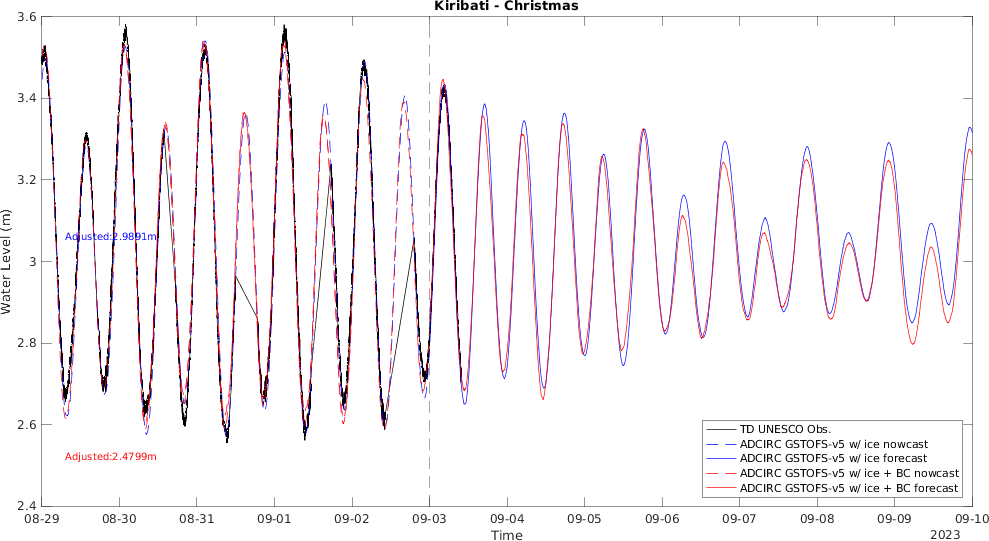 Kiribati - Christmas
3.6
3.4
3.2
3
2.8
2.6
2.4
Water Level (m)
Adjusted:2.9891m
Adjusted:2.4799m
TD UNESCO Obs.
ADCIRC GSTOFS-v5 w/ ice nowcast
ADCIRC GSTOFS-v5 w/ ice forecast
ADCIRC GSTOFS-v5 w/ ice + BC nowcast
ADCIRC GSTOFS-v5 w/ ice + BC forecast
08-29 08-30 08-31 09-01 09-02 09-03 09-04 09-05 09-06 09-07 09-08 09-09 09-10
Time
2023